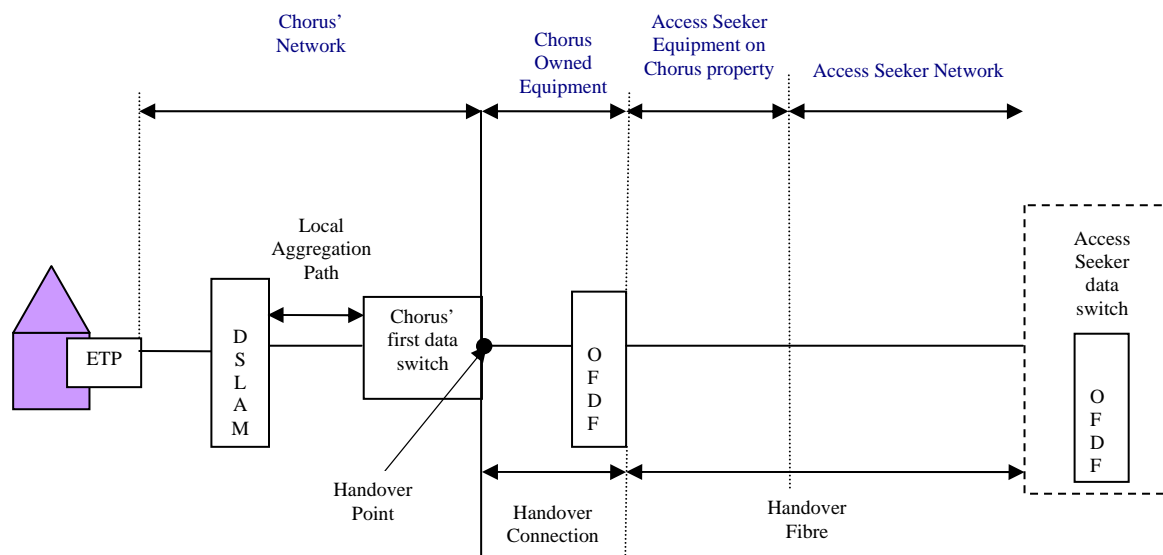 Chorus'
Network
Chorus
Owned
Equipment
Access Seeker
Equipment on
Chorus property
Access Seeker Network
Local
Aggregation
Path
ETP
D
S
L
A
M
Chorus'
first data
switch
O
F
D
F
Access
Seeker
data
switch
O
F
D
F
Handover
Point
Handover
Connection
Handover
Fibre